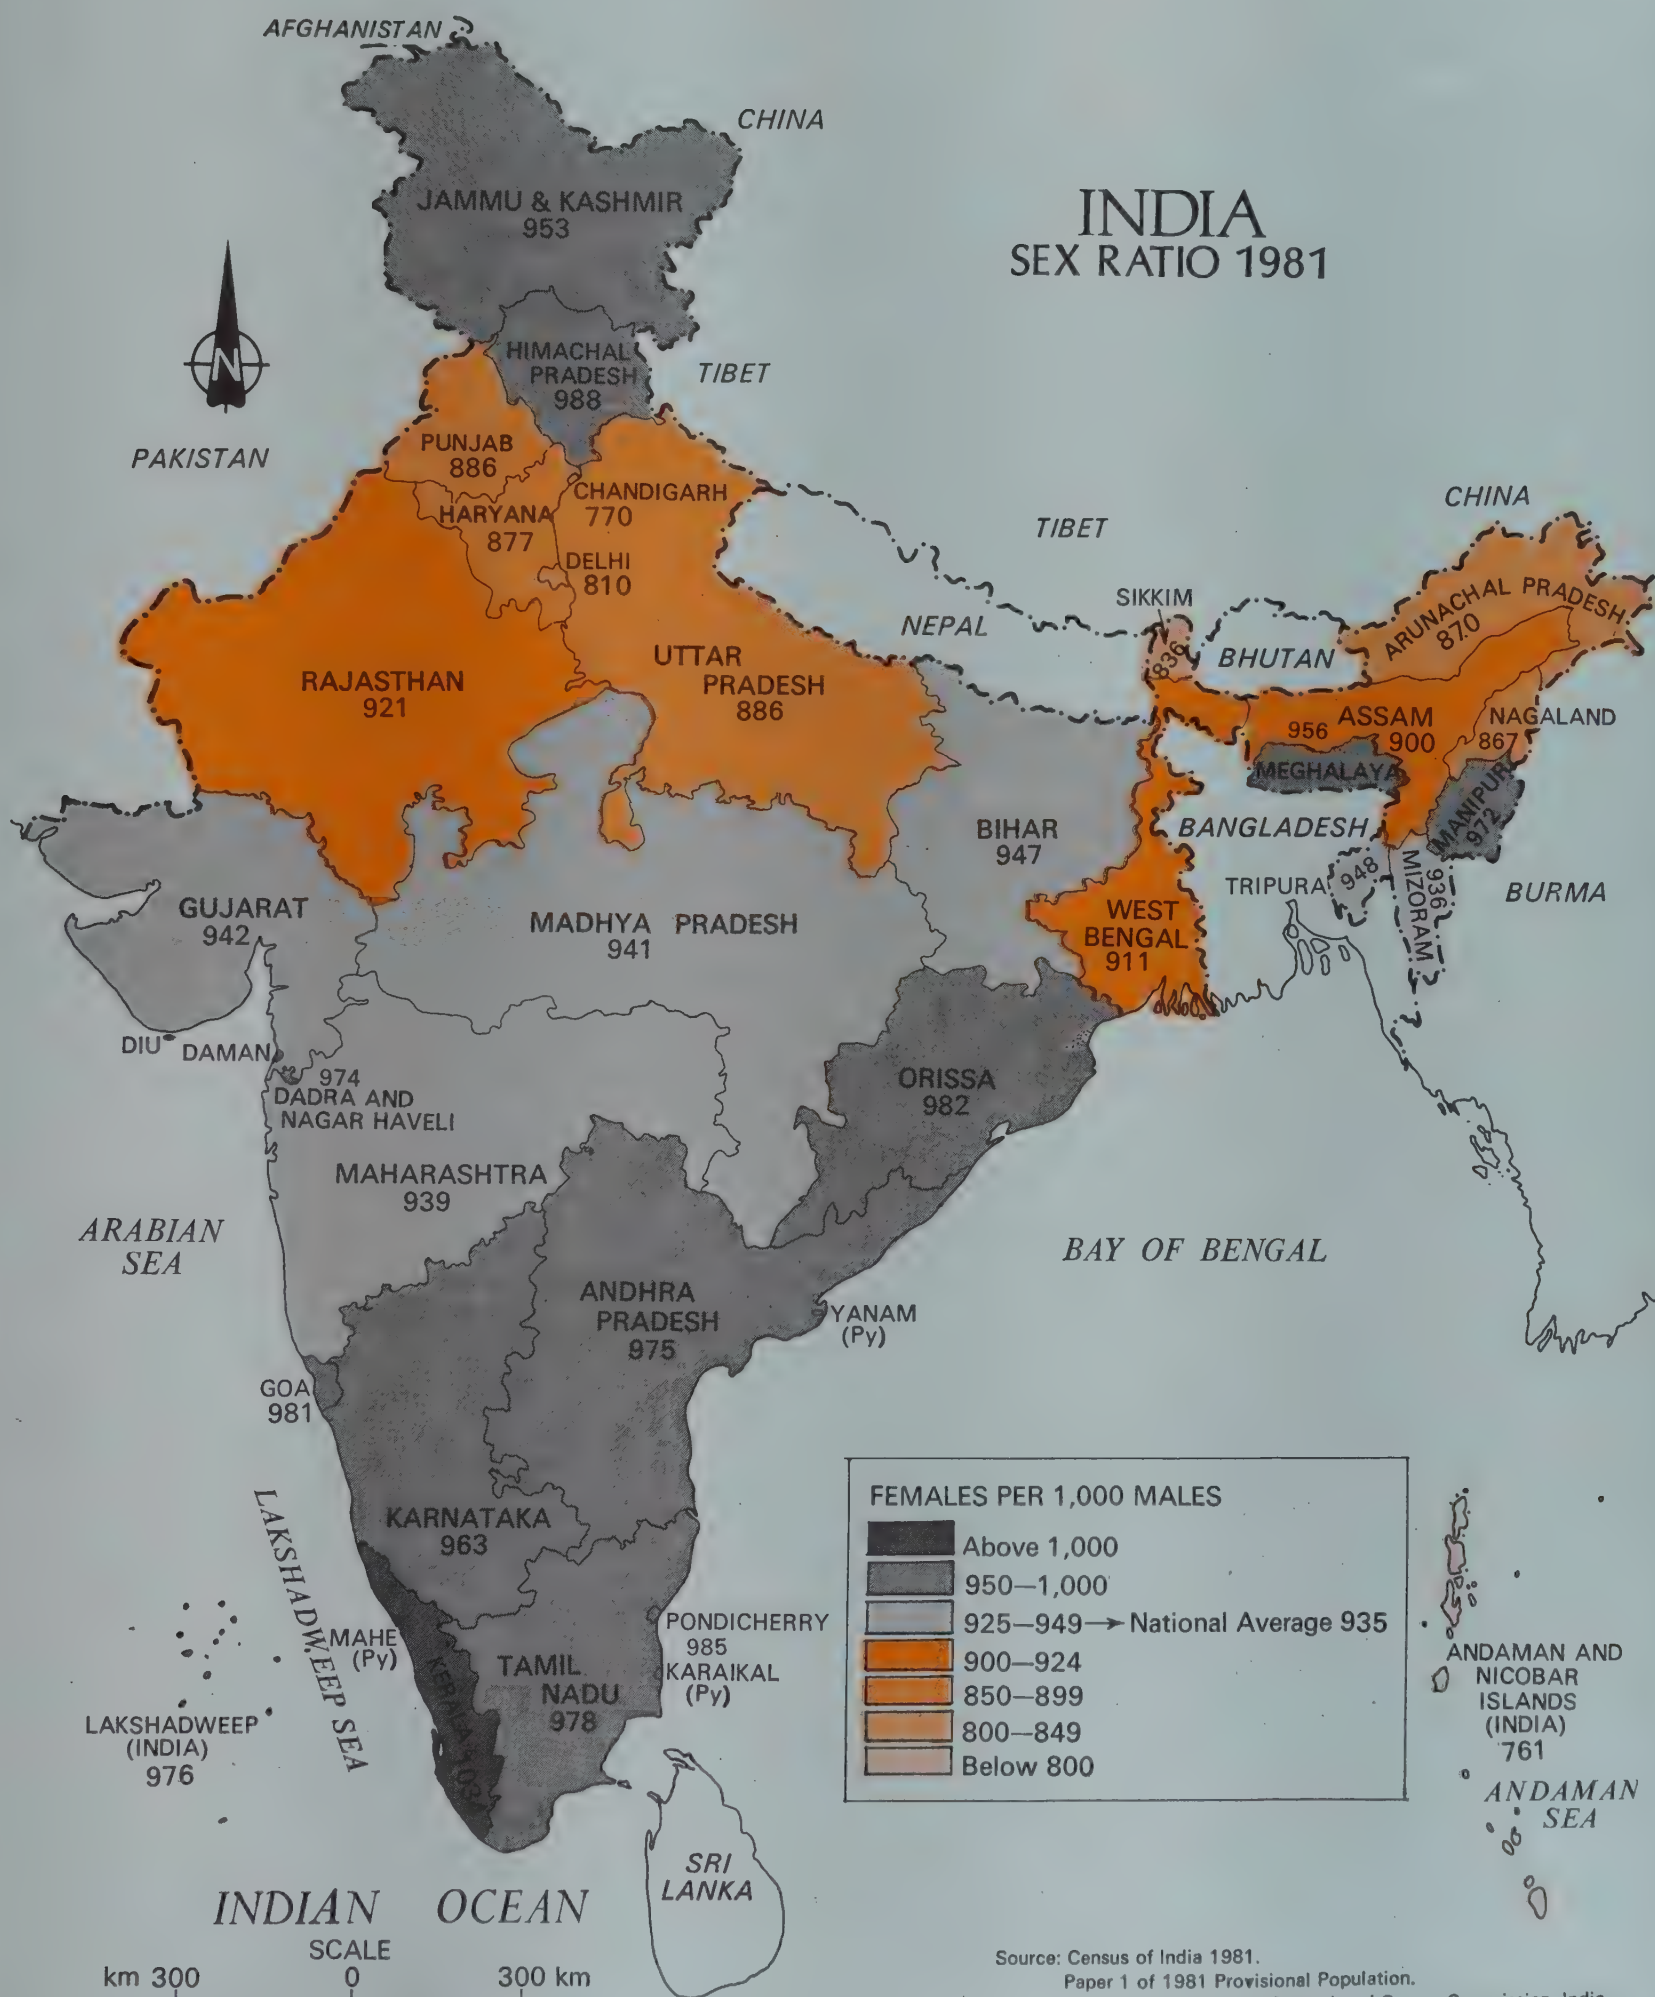 AFGHANISTAN
CHINA
JAMMU & KASHMIR
953
INDIA
SEX RATIO 1981
N
HIMACHAL
PRADESH
988
TIBET
PAKISTAN
PUNJAB
886
CHANDIGARH
770
HARYANA
877
DELHI
810
CHINA
TIBET
SIKKIM
836
NEPAL
BHUTAN
ARUNACHAL PRADESH
870
RAJASTHAN
921
UTTAR
PRADESH
886
956
ASSAM
900
NAGALAND
867
MEGHALAYA
MANIPUR
972
BIHAR
947
BANGLADESH
TRIPURA
948
MIZORAM
936
BURMA
GUJARAT
942
MADHYA PRADESH
941
WEST
BENGAL
911
DIU
DAMAN
974
DADRA AND
NAGAR HAVELI
ORISSA
982
MAHARASHTRA
939
ARABIAN
SEA
BAY OF BENGAL
ANDHRA
PRADESH
975
YANAM
(Py)
GOA
981
KARNATAKA
963
LAKSHADWEEP SEA
FEMALES PER 1,000 MALES
Above 1,000
950—1,000
925—949 → National Average 935
900—924
850—899
800—849
Below 800
MAHE
(Py)
KERALA
TAMIL
NADU
978
PONDICHERRY
985
KARAIKAL
(Py)
LAKSHADWEEP
(INDIA)
976
ANDAMAN AND
NICOBAR
ISLANDS
(INDIA)
761
ANDAMAN
SEA
SRI
LANKA
INDIAN OCEAN
SCALE
km 300 0 300 km
Source: Census of India 1981.
Paper 1 of 1981 Provisional Population.